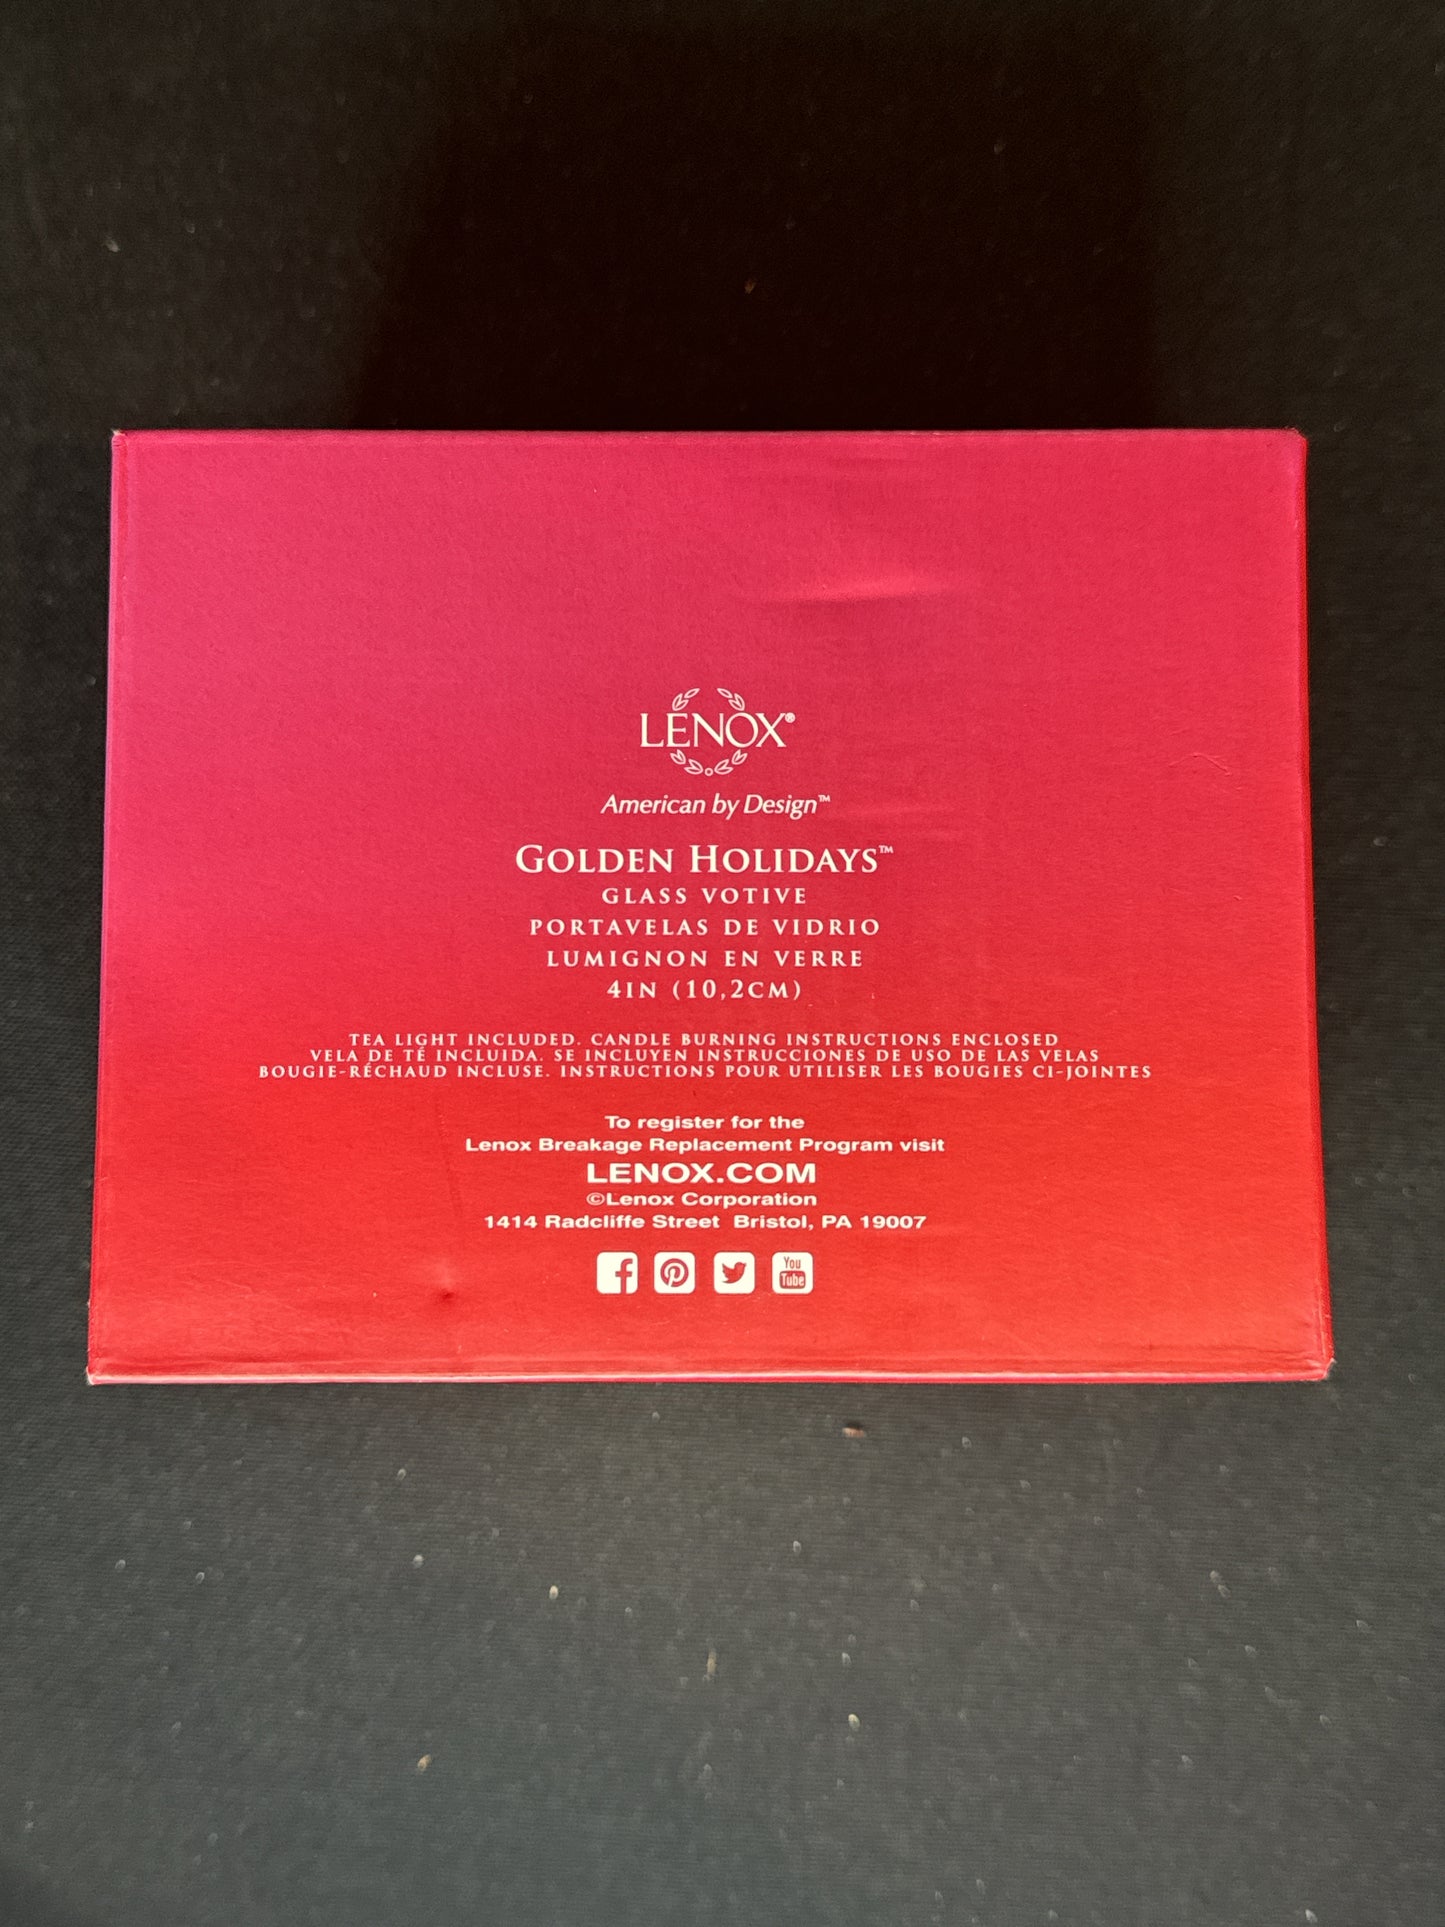 LENOX®
American by Design™
GOLDEN HOLIDAYS™
GLASS VOTIVE
PORTAVELAS DE VIDRIO
LUMIGNON EN VERRE
4IN (10,2CM)
TEA LIGHT INCLUDED. CANDLE BURNING INSTRUCTIONS ENCLOSED
VELA DE TÉ INCLUIDA. SE INCLUYEN INSTRUCCIONES DE USO DE LAS VELAS
BOUGIE-RÉCHAUD INCLUSE. INSTRUCTIONS POUR UTILISER LES BOUGIES CI-JOINTES
To register for the
Lenox Breakage Replacement Program visit
LENOX.COM
©Lenox Corporation
1414 Radcliffe Street Bristol, PA 19007
You
Tube